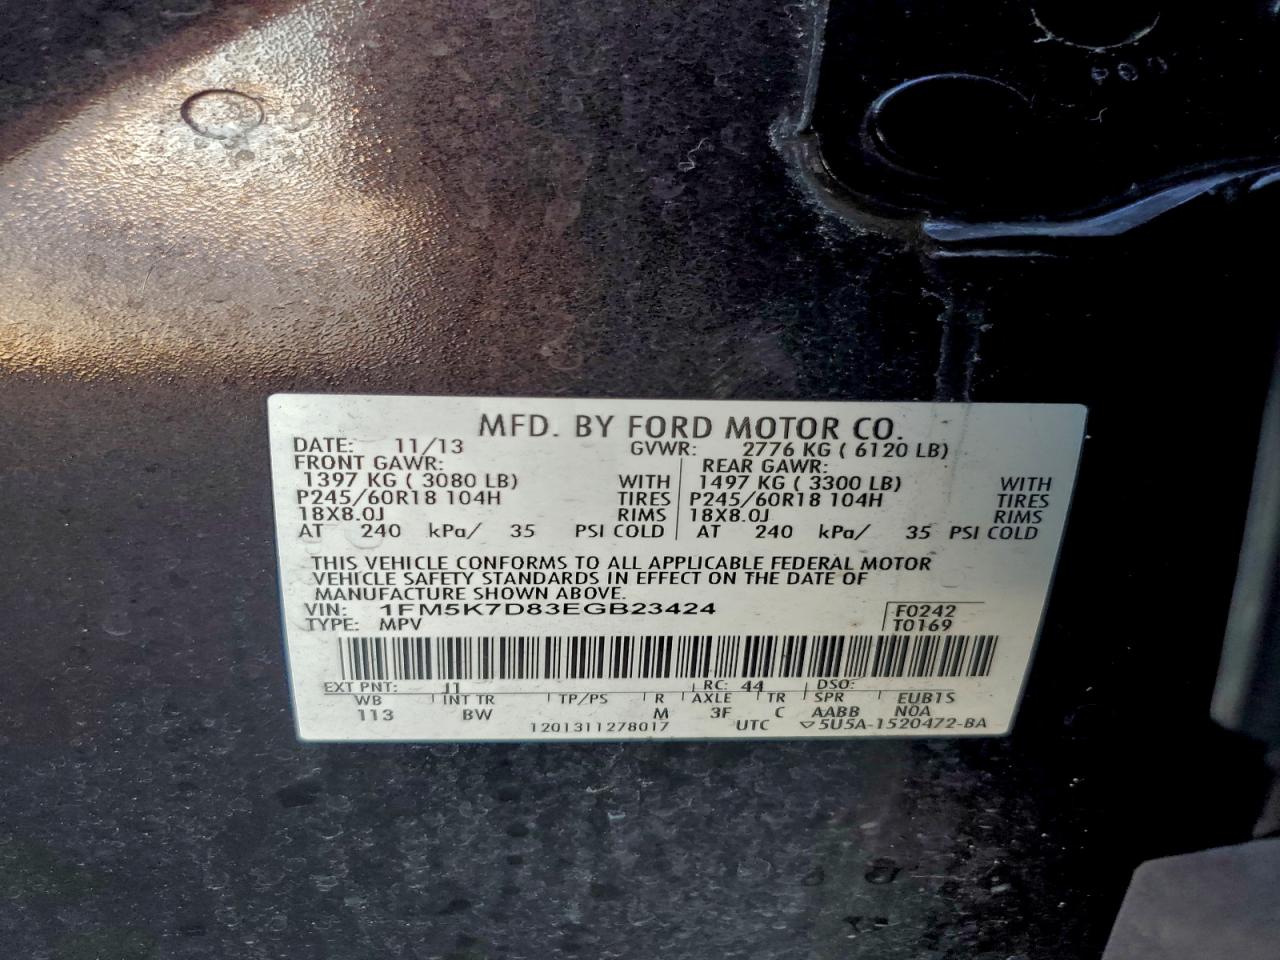 MFD. BY FORD MOTOR CO.
DATE: 11/13 GVWR: 2776 KG ( 6120 LB)
FRONT GAWR: REAR GAWR:
1397 KG ( 3080 LB) WITH 1497 KG ( 3300 LB) WITH
P245/60R18 104H TIRES P245/60R18 104H TIRES
18X8.0J RIMS 18X8.0J RIMS
AT 240 kPa/ 35 PSI COLD AT 240 kPa/ 35 PSI COLD
THIS VEHICLE CONFORMS TO ALL APPLICABLE FEDERAL MOTOR
VEHICLE SAFETY STANDARDS IN EFFECT ON THE DATE OF
MANUFACTURE SHOWN ABOVE.
VIN: 1FM5K7D83EGB23424 F0242
TYPE: MPV T0169
EXT PNT: J1 RC: 44 DSO:
WB INT TR TP/PS R AXLE TR SPR EUB1S
113 BW M 3F C AABB N0A
1201311278017 UTC ▽5U5A-1520472-BA